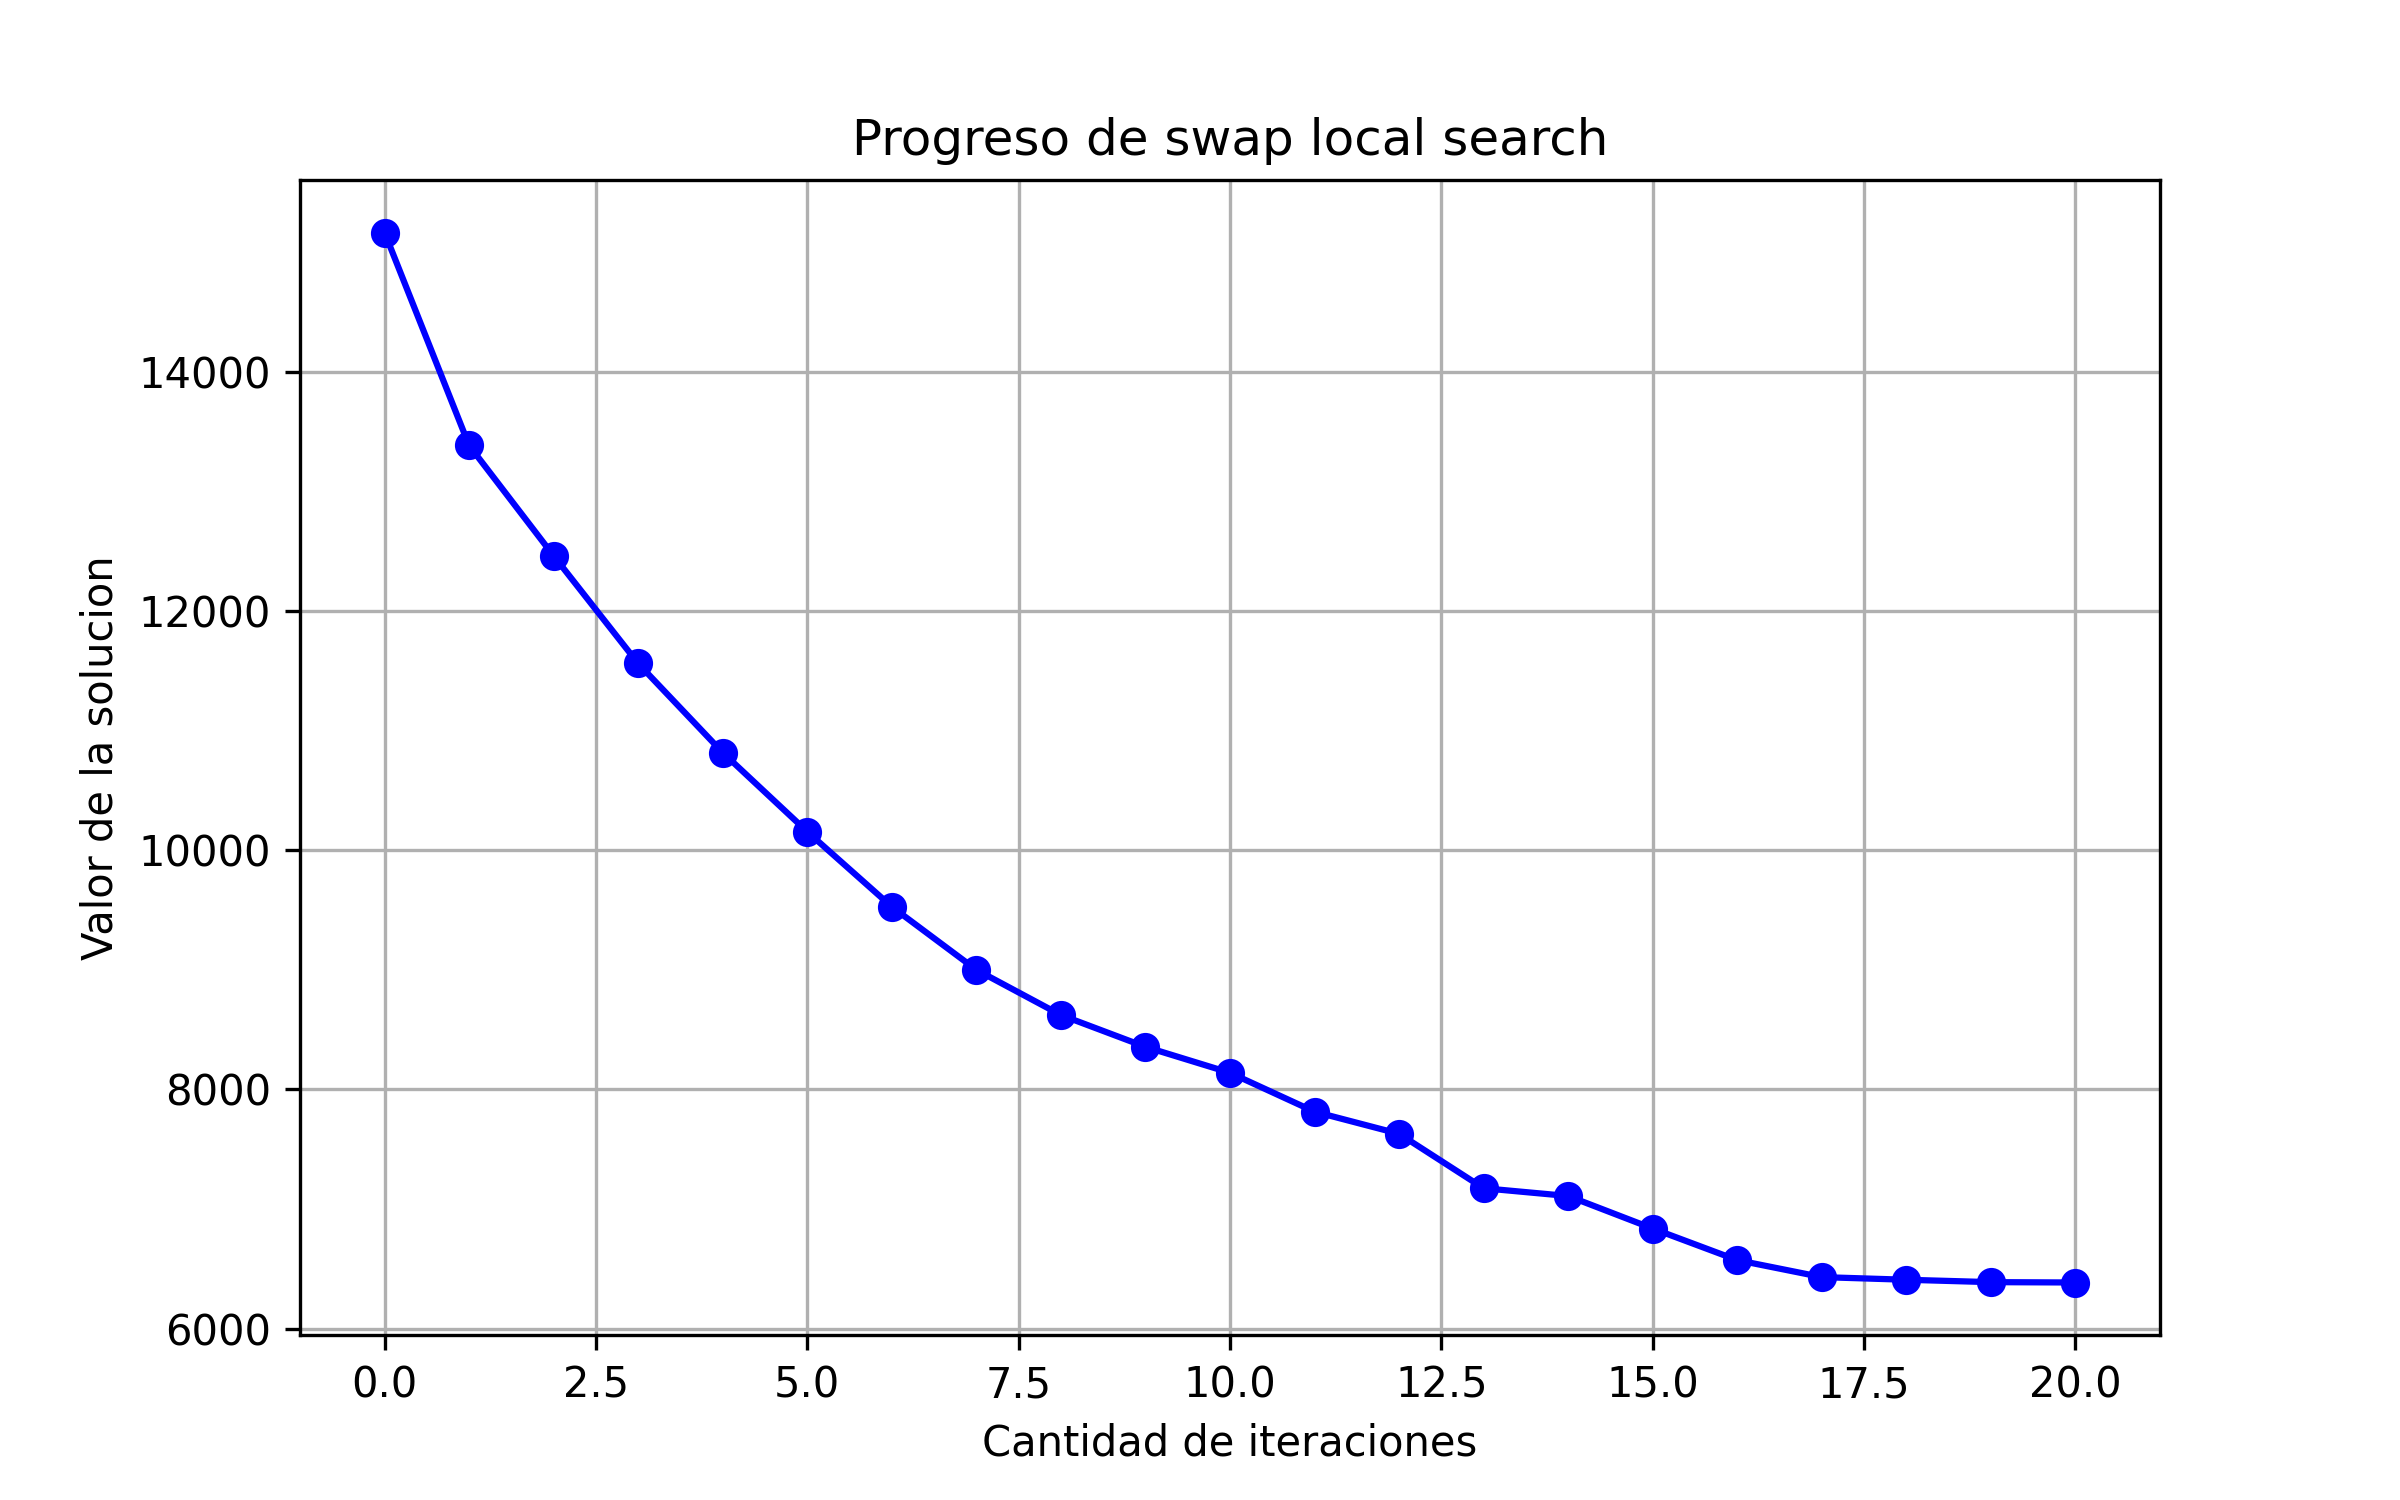 Progreso de swap local search
Valor de la solucion
14000
12000
10000
8000
6000
0.0 2.5 5.0 7.5 10.0 12.5 15.0 17.5 20.0
Cantidad de iteraciones